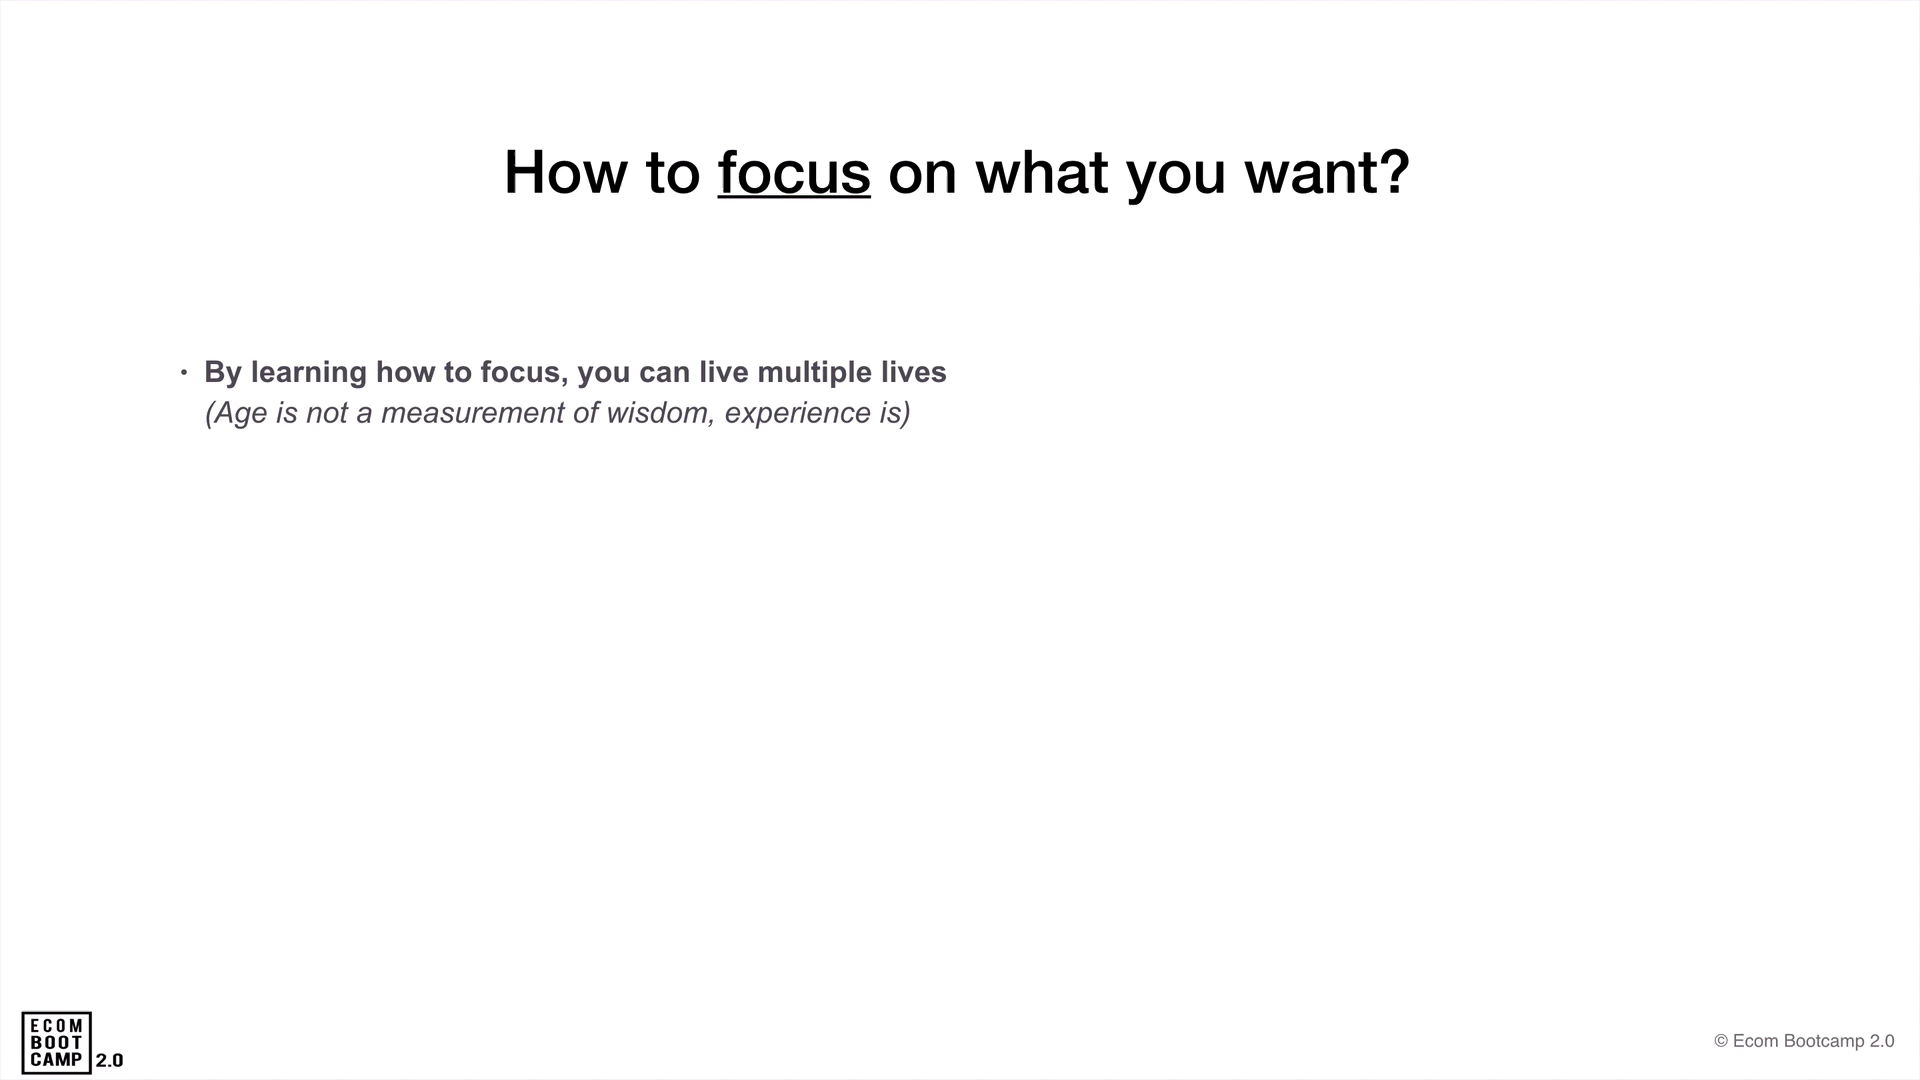 How to focus on what you want?
• By learning how to focus, you can live multiple lives
(Age is not a measurement of wisdom, experience is)
ECOM
BOOT
CAMP 2.0
© Ecom Bootcamp 2.0